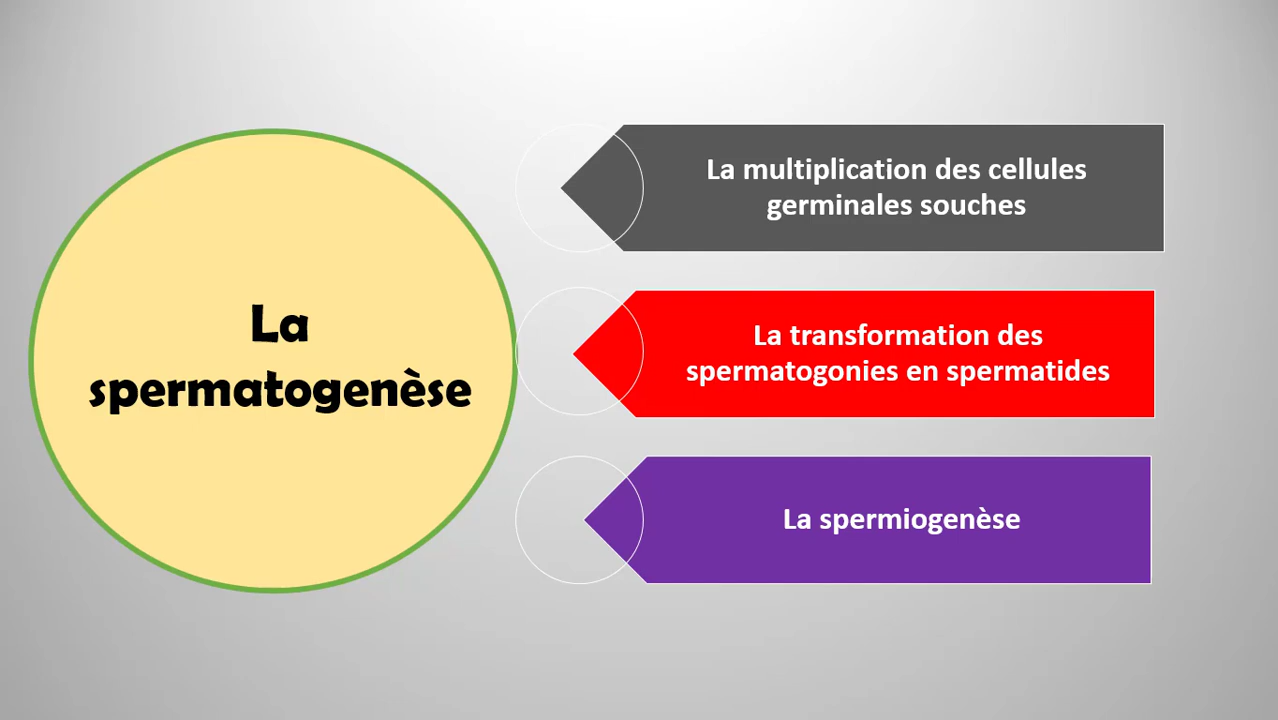 La
spermatogenèse
La multiplication des cellules
germinales souches
La transformation des
spermatogonies en spermatides
La spermiogenèse